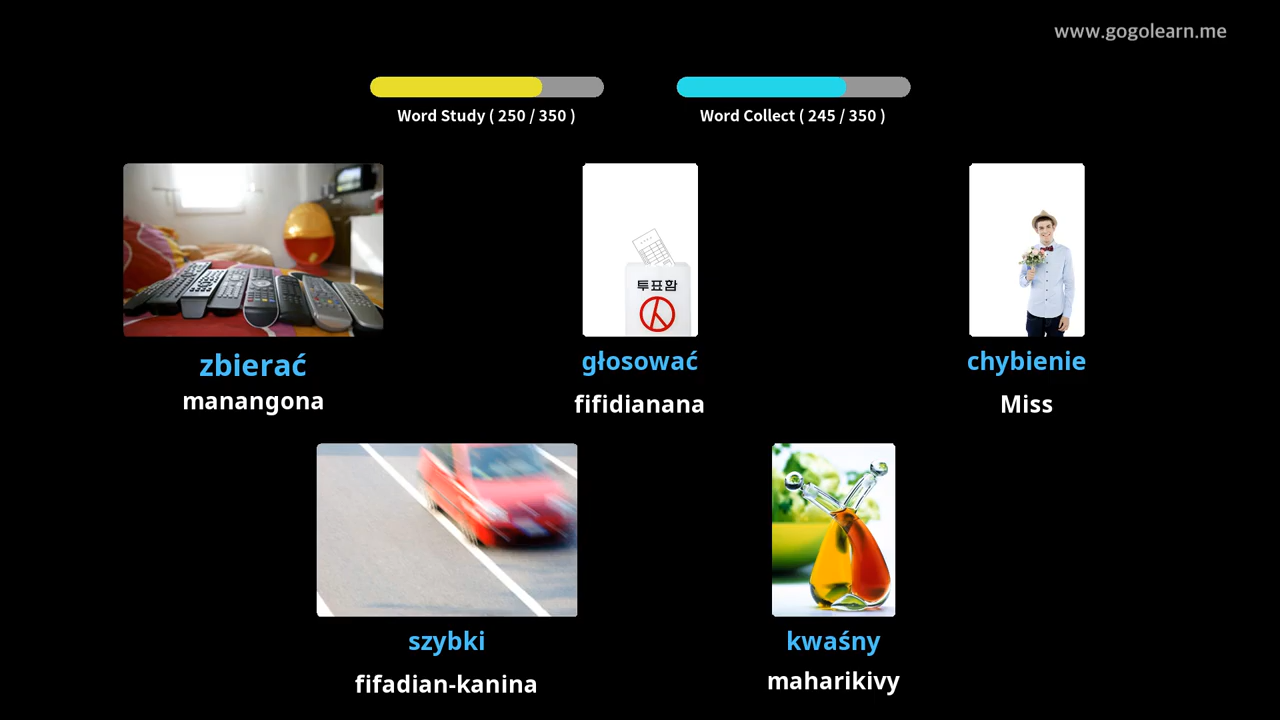 www.gogolearn.me
Word Study ( 250 / 350 )
Word Collect ( 245 / 350 )
투표함
zbierać
manangona
głosować
fifidianana
chybienie
Miss
szybki
fifadian-kanina
kwaśny
maharikivy